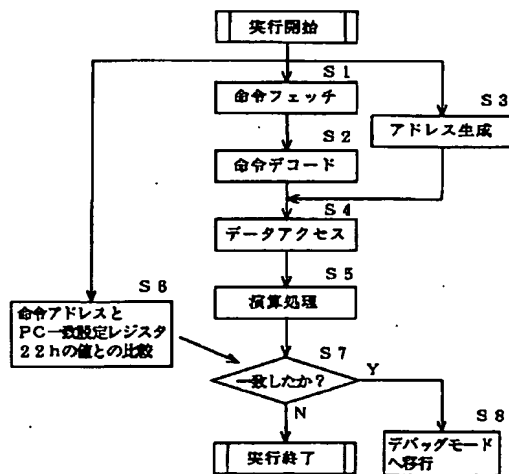 実行開始
S1
命令フェッチ
S3
アドレス生成
S2
命令デコード
S4
データアクセス
S5
演算処理
S6
命令アドレスと
PC一致設定レジスタ
22hの値との比較
S7
一致したか?
Y
N
S8
デバッグモード
へ移行
実行終了